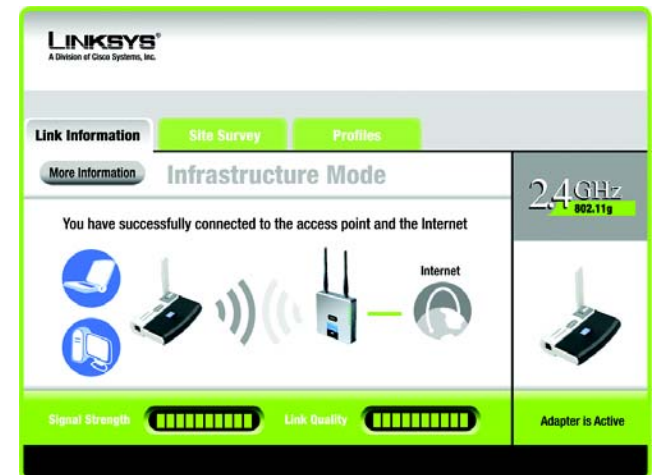 LINKSYS®
A Division of Cisco Systems, Inc.
Link Information
Site Survey
Profiles
More Information
Infrastructure Mode
2.4GHz
802.11g
You have successfully connected to the access point and the Internet
Internet
Signal Strength
Link Quality
Adapter is Active